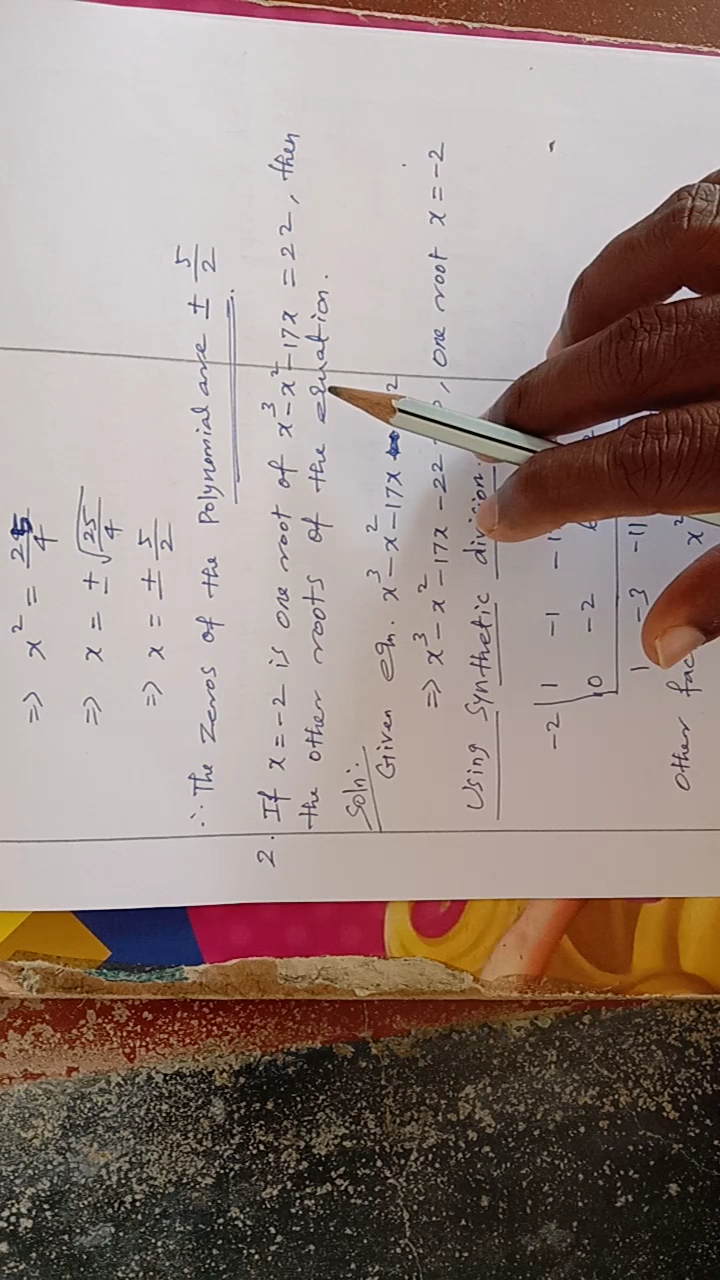 => x² = 25/4
=> x = ± √25/4
=> x = ± 5/2
∴ The Zeros of the Polynomial are ± 5/2
2. If x = -2 is one root of x³ - x² - 17x = 22, then
the other roots of the equation.
Soln:
Given eqn. x³ - x² - 17x 2
=> x³ - x² - 17x - 22 , one root x = -2
Using Synthetic division.
-2 | 1 -1 -1
0 -2
1 -3 -11
Other x²